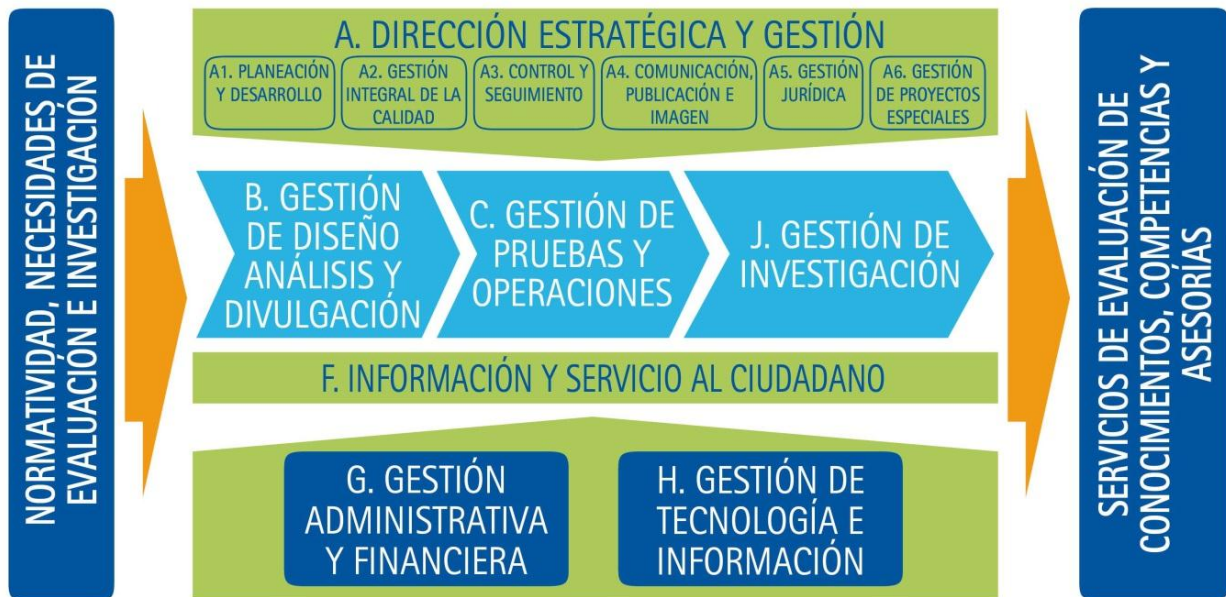 NORMATIVIDAD, NECESIDADES DE
EVALUACIÓN E INVESTIGACIÓN
A. DIRECCIÓN ESTRATÉGICA Y GESTIÓN
A1. PLANEACIÓN
Y DESARROLLO
A2. GESTIÓN
INTEGRAL DE LA
CALIDAD
A3. CONTROL Y
SEGUIMIENTO
A4. COMUNICACIÓN,
PUBLICACIÓN E
IMAGEN
A5. GESTIÓN
JURÍDICA
A6. GESTIÓN
DE PROYECTOS
ESPECIALES
B. GESTIÓN
DE DISEÑO
ANÁLISIS Y
DIVULGACIÓN
C. GESTIÓN DE
PRUEBAS Y
OPERACIONES
J. GESTIÓN DE
INVESTIGACIÓN
F. INFORMACIÓN Y SERVICIO AL CIUDADANO
G. GESTIÓN
ADMINISTRATIVA
Y FINANCIERA
H. GESTIÓN DE
TECNOLOGÍA E
INFORMACIÓN
SERVICIOS DE EVALUACIÓN DE
CONOCIMIENTOS, COMPETENCIAS Y
ASESORÍAS